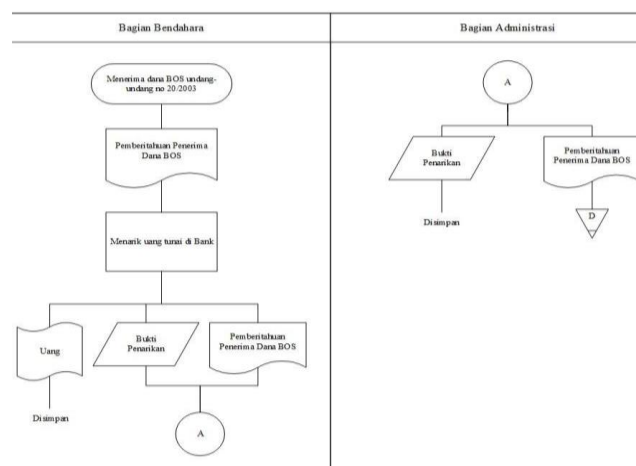 Bagian Bendahara
Bagian Administrasi
Menerima dana BOS undang-
undang no 20/2003
Pemberitahuan Penerima
Dana BOS
Menarik uang tunai di Bank
Uang
Bukti
Penarikan
Pemberitahuan
Penerima Dana BOS
Disimpan
A
A
Bukti
Penarikan
Pemberitahuan
Penerima Dana BOS
Disimpan
D